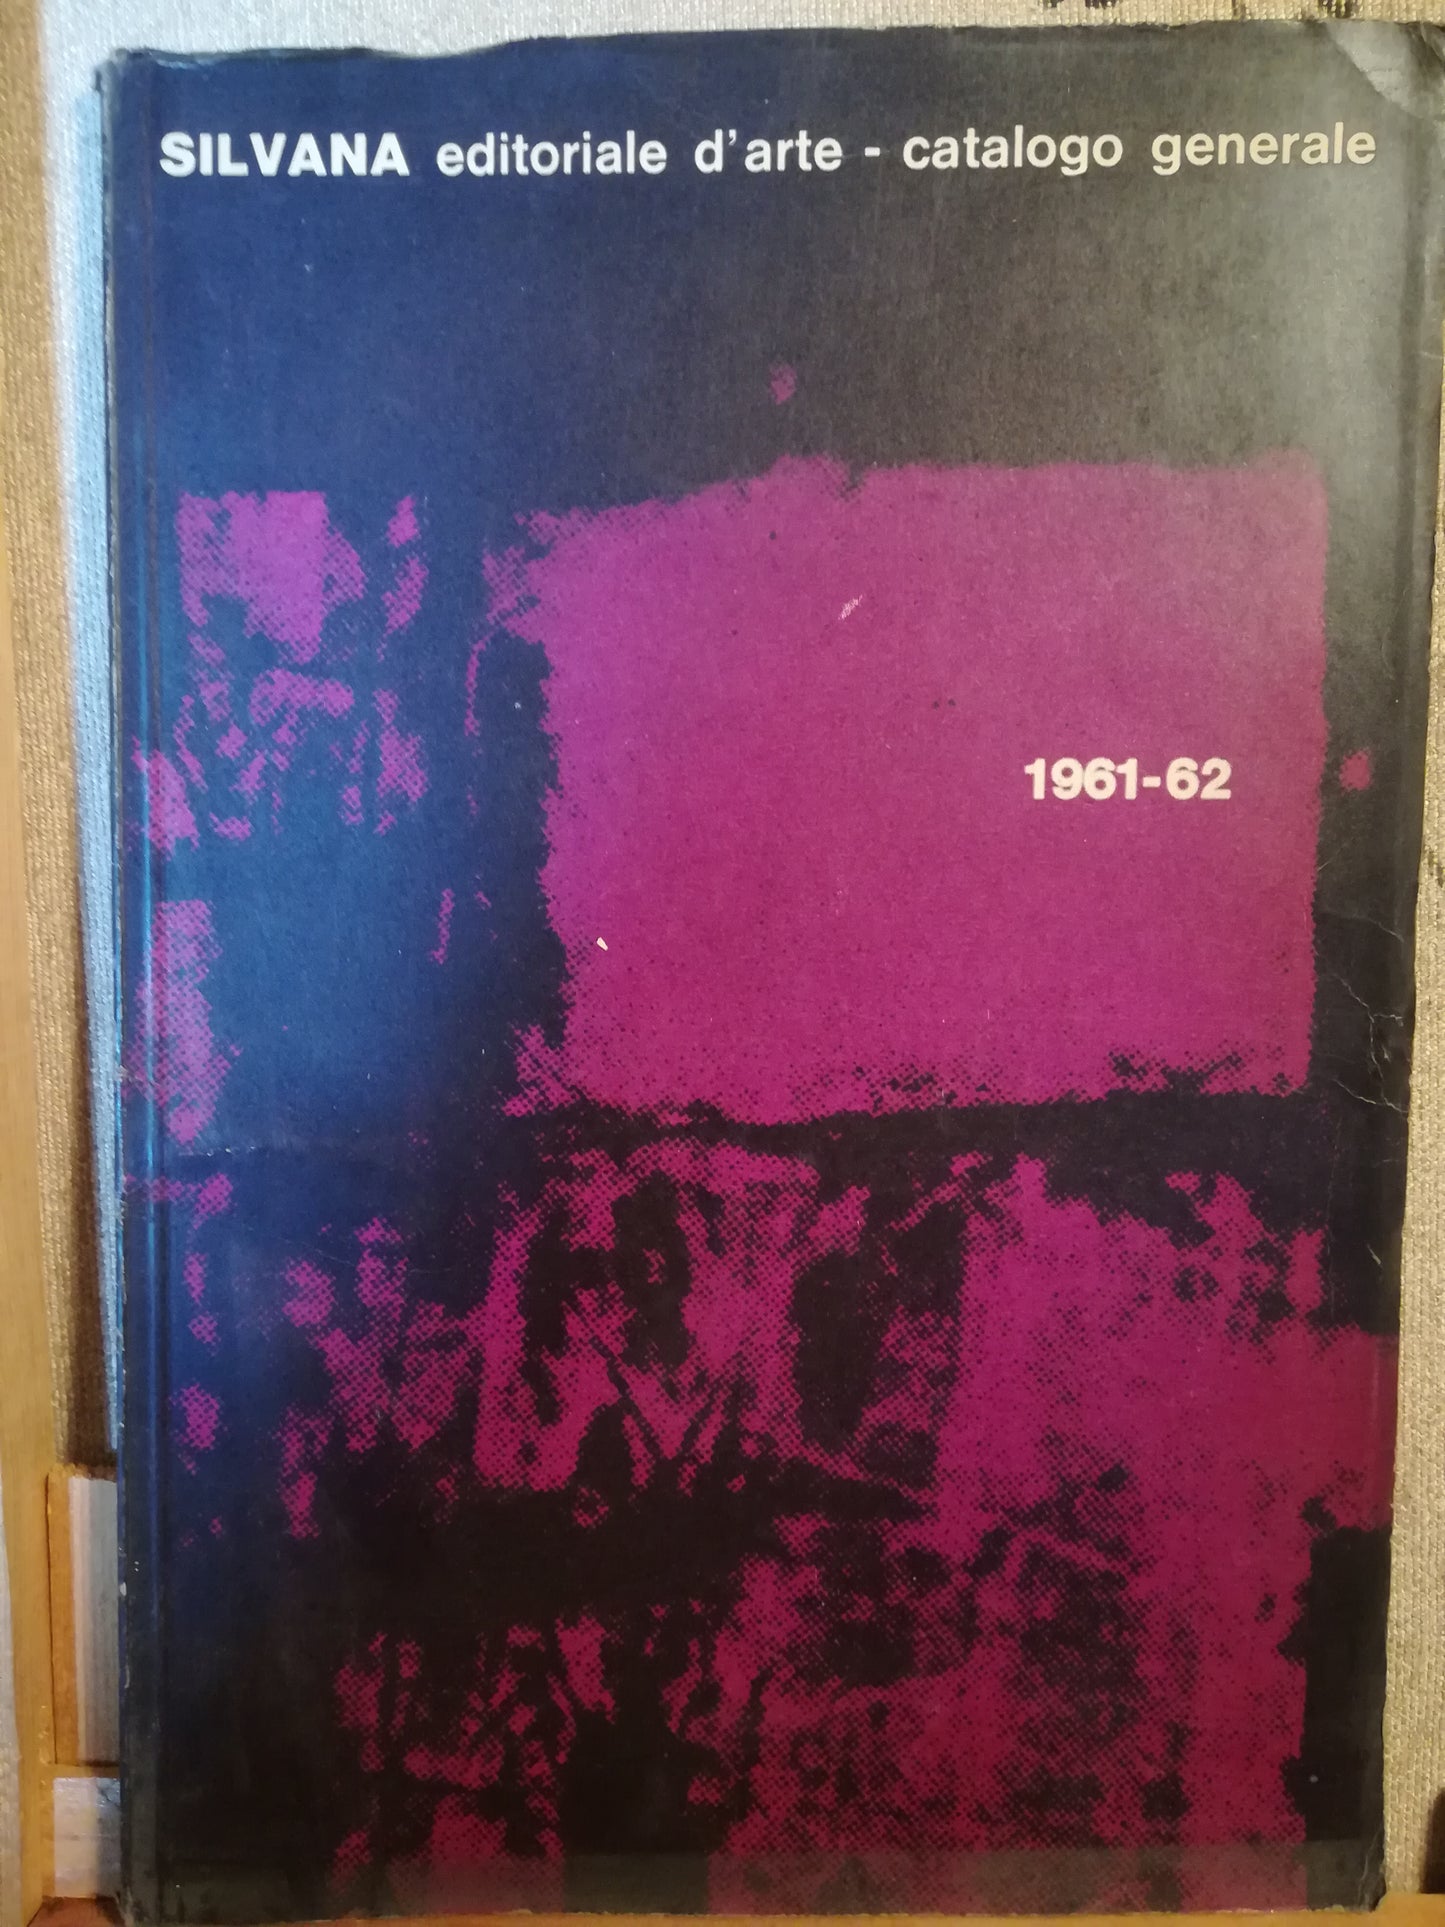 SILVANA editoriale d'arte - catalogo generale
1961-62